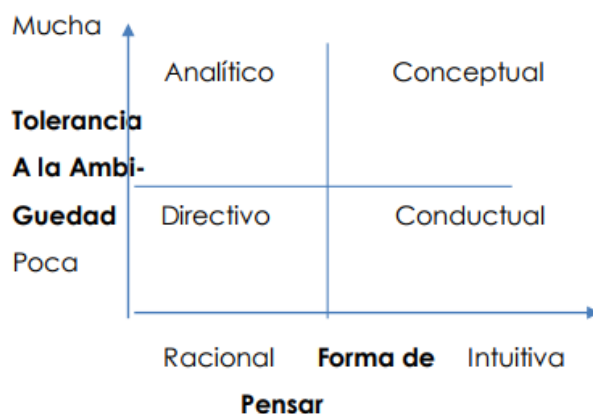 Mucha
Analítico Conceptual
Tolerancia
A la Ambi-
Guedad Directivo Conductual
Poca
Racional Forma de Intuitiva
Pensar